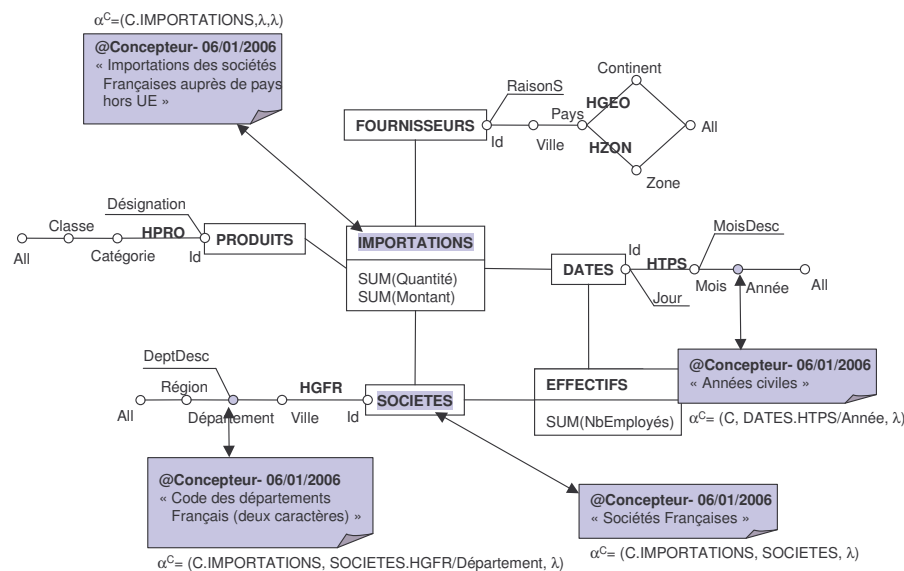 α^C=(C.IMPORTATIONS,λ,λ)
@Concepteur- 06/01/2006
« Importations des sociétés
Françaises auprès de pays
hors UE »
Continent
RaisonS
Pays
HGEO
FOURNISSEURS
Id
Ville
HZON
All
Zone
Désignation
Classe
HPRO
PRODUITS
All
Catégorie
Id
IMPORTATIONS
SUM(Quantité)
SUM(Montant)
Id
MoisDesc
DATES
HTPS
Jour
Mois
Année
All
DeptDesc
Région
HGFR
All
Département
Ville
Id
SOCIETES
EFFECTIFS
SUM(NbEmployés)
@Concepteur- 06/01/2006
« Années civiles »
α^C= (C, DATES.HTPS/Année, λ)
@Concepteur- 06/01/2006
« Code des départements
Français (deux caractères) »
α^C= (C.IMPORTATIONS, SOCIETES.HGFR/Département, λ)
@Concepteur- 06/01/2006
« Sociétés Françaises »
α^C= (C.IMPORTATIONS, SOCIETES, λ)